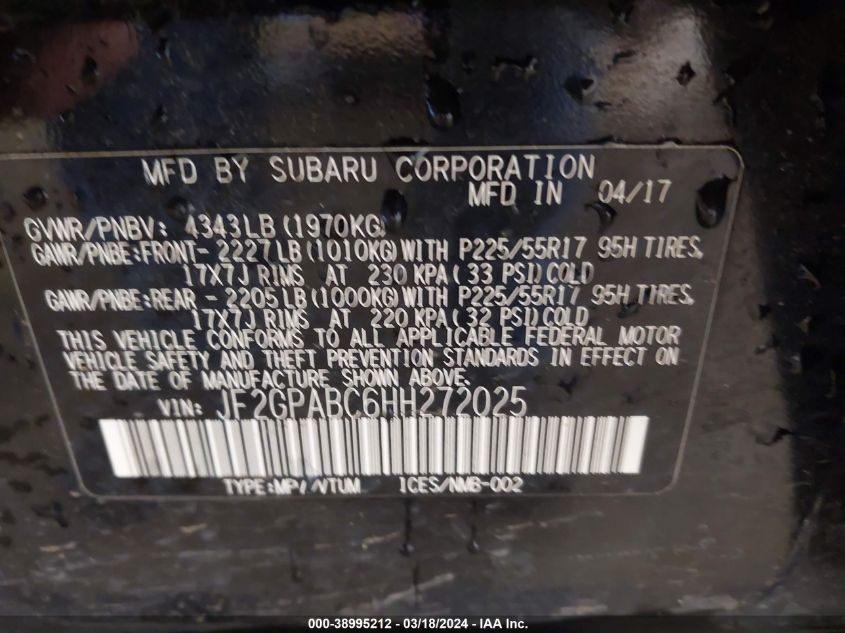 MFD BY SUBARU CORPORATION
MFD IN 04/17
GVWR/PNBV: 4343LB (1970KG)
GAWR/PNBE:FRONT- 2227LB (1010KG) WITH P225/55R17 95H TIRES,
17X7J RIMS AT 230 KPA ( 33 PSI) COLD
GAWR/PNBE:REAR - 2205LB (1000KG) WITH P225/55R17 95H TIRES,
17X7J RIMS AT 220 KPA ( 32 PSI) COLD
THIS VEHICLE CONFORMS TO ALL APPLICABLE FEDERAL MOTOR
VEHICLE SAFETY AND THEFT PREVENTION STANDARDS IN EFFECT ON
THE DATE OF MANUFACTURE SHOWN ABOVE.
VIN: JF2GPABC6HH272025
TYPE:MPV/VTUM ICES/NMB-002
000-38995212 - 03/18/2024 - IAA Inc.